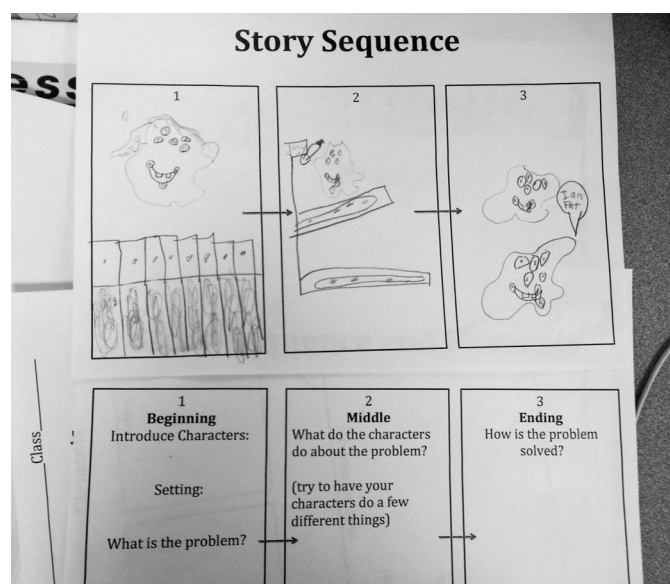 ess
Story Sequence
1
2
3
I am
Fat
Class
1
Beginning
Introduce Characters:
Setting:
What is the problem?
2
Middle
What do the characters
do about the problem?
(try to have your
characters do a few
different things)
3
Ending
How is the problem
solved?